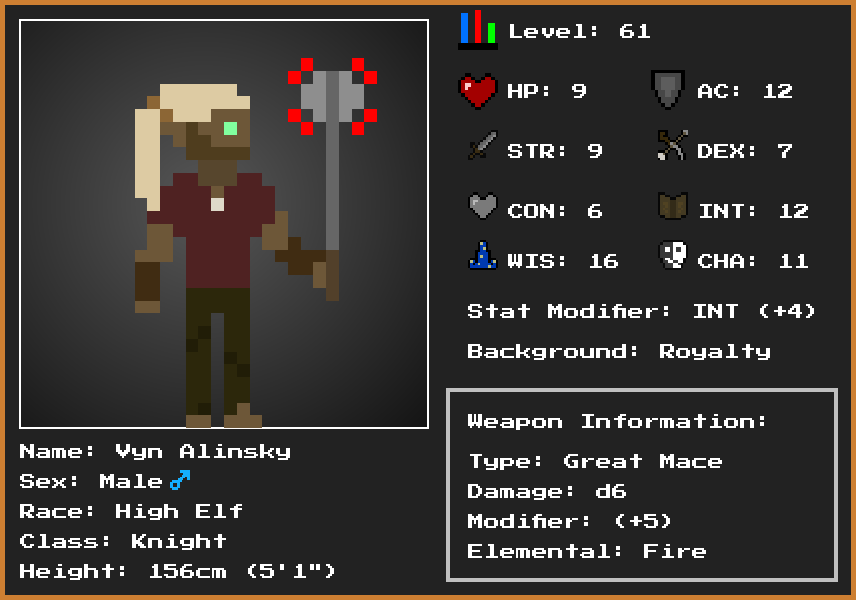 Level: 61
HP: 9
AC: 12
STR: 9
DEX: 7
CON: 6
INT: 12
WIS: 16
CHA: 11
Stat Modifier: INT (+4)
Background: Royalty
Weapon Information:
Type: Great Mace
Damage: d6
Modifier: (+5)
Elemental: Fire
Name: Vyn Alinsky
Sex: Male ♂
Race: High Elf
Class: Knight
Height: 156cm (5'1")